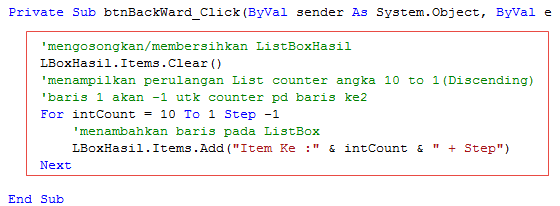 Private Sub btnBackWard_Click(ByVal sender As System.Object, ByVal e
'mengosongkan/membersihkan ListBoxHasil
LBoxHasil.Items.Clear()
'menampilkan perulangan List counter angka 10 to 1(Discending)
'baris 1 akan -1 utk counter pd baris ke2
For intCount = 10 To 1 Step -1
'menambahkan baris pada ListBox
LBoxHasil.Items.Add("Item Ke :" & intCount & " + Step")
Next
End Sub